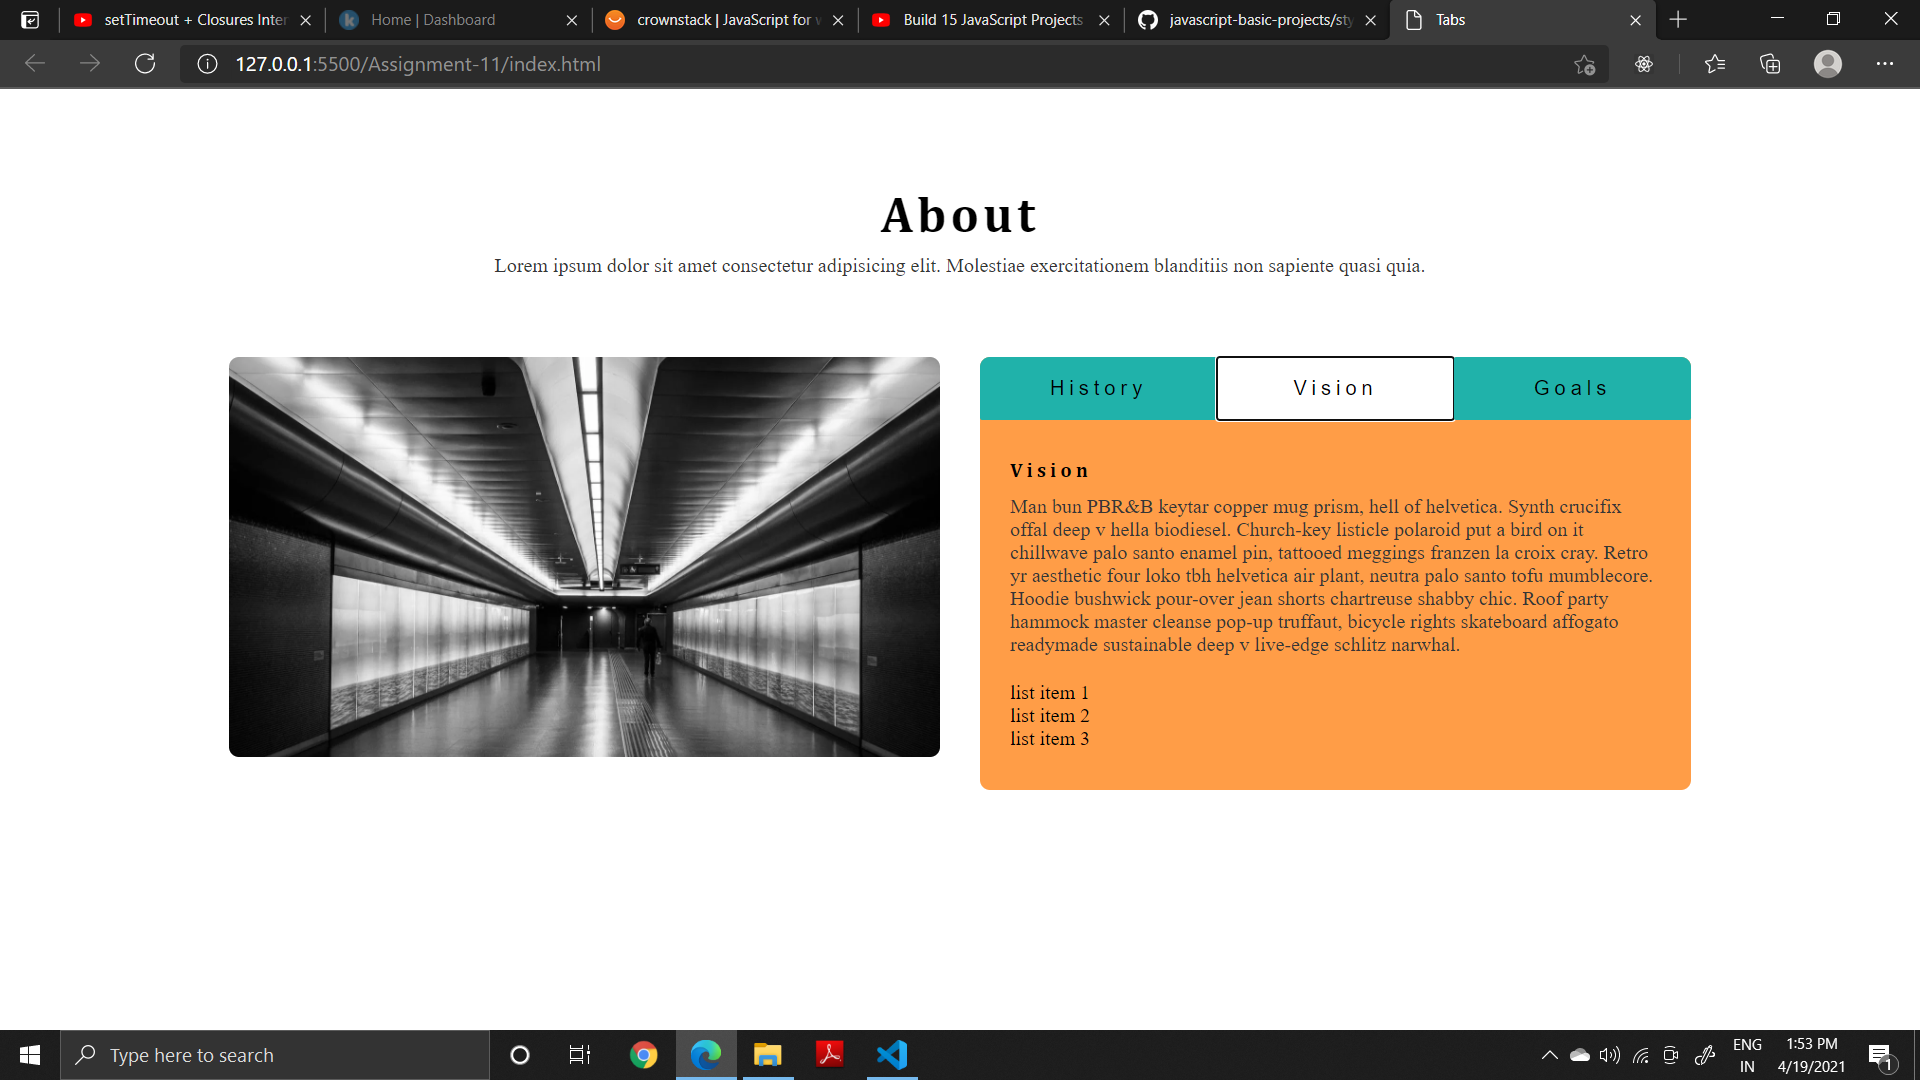 setTimeout + Closures Inter
Home | Dashboard
crownstack | JavaScript for w
Build 15 JavaScript Projects
javascript-basic-projects/sty
Tabs
127.0.0.1:5500/Assignment-11/index.html
About
Lorem ipsum dolor sit amet consectetur adipisicing elit. Molestiae exercitationem blanditiis non sapiente quasi quia.
History
Vision
Goals
Vision
Man bun PBR&B keytar copper mug prism, hell of helvetica. Synth crucifix
offal deep v hella biodiesel. Church-key listicle polaroid put a bird on it
chillwave palo santo enamel pin, tattooed meggings franzen la croix cray. Retro
yr aesthetic four loko tbh helvetica air plant, neutra palo santo tofu mumblecore.
Hoodie bushwick pour-over jean shorts chartreuse shabby chic. Roof party
hammock master cleanse pop-up truffaut, bicycle rights skateboard affogato
readymade sustainable deep v live-edge schlitz narwhal.
list item 1
list item 2
list item 3
Type here to search
ENG
IN
1:53 PM
4/19/2021
1